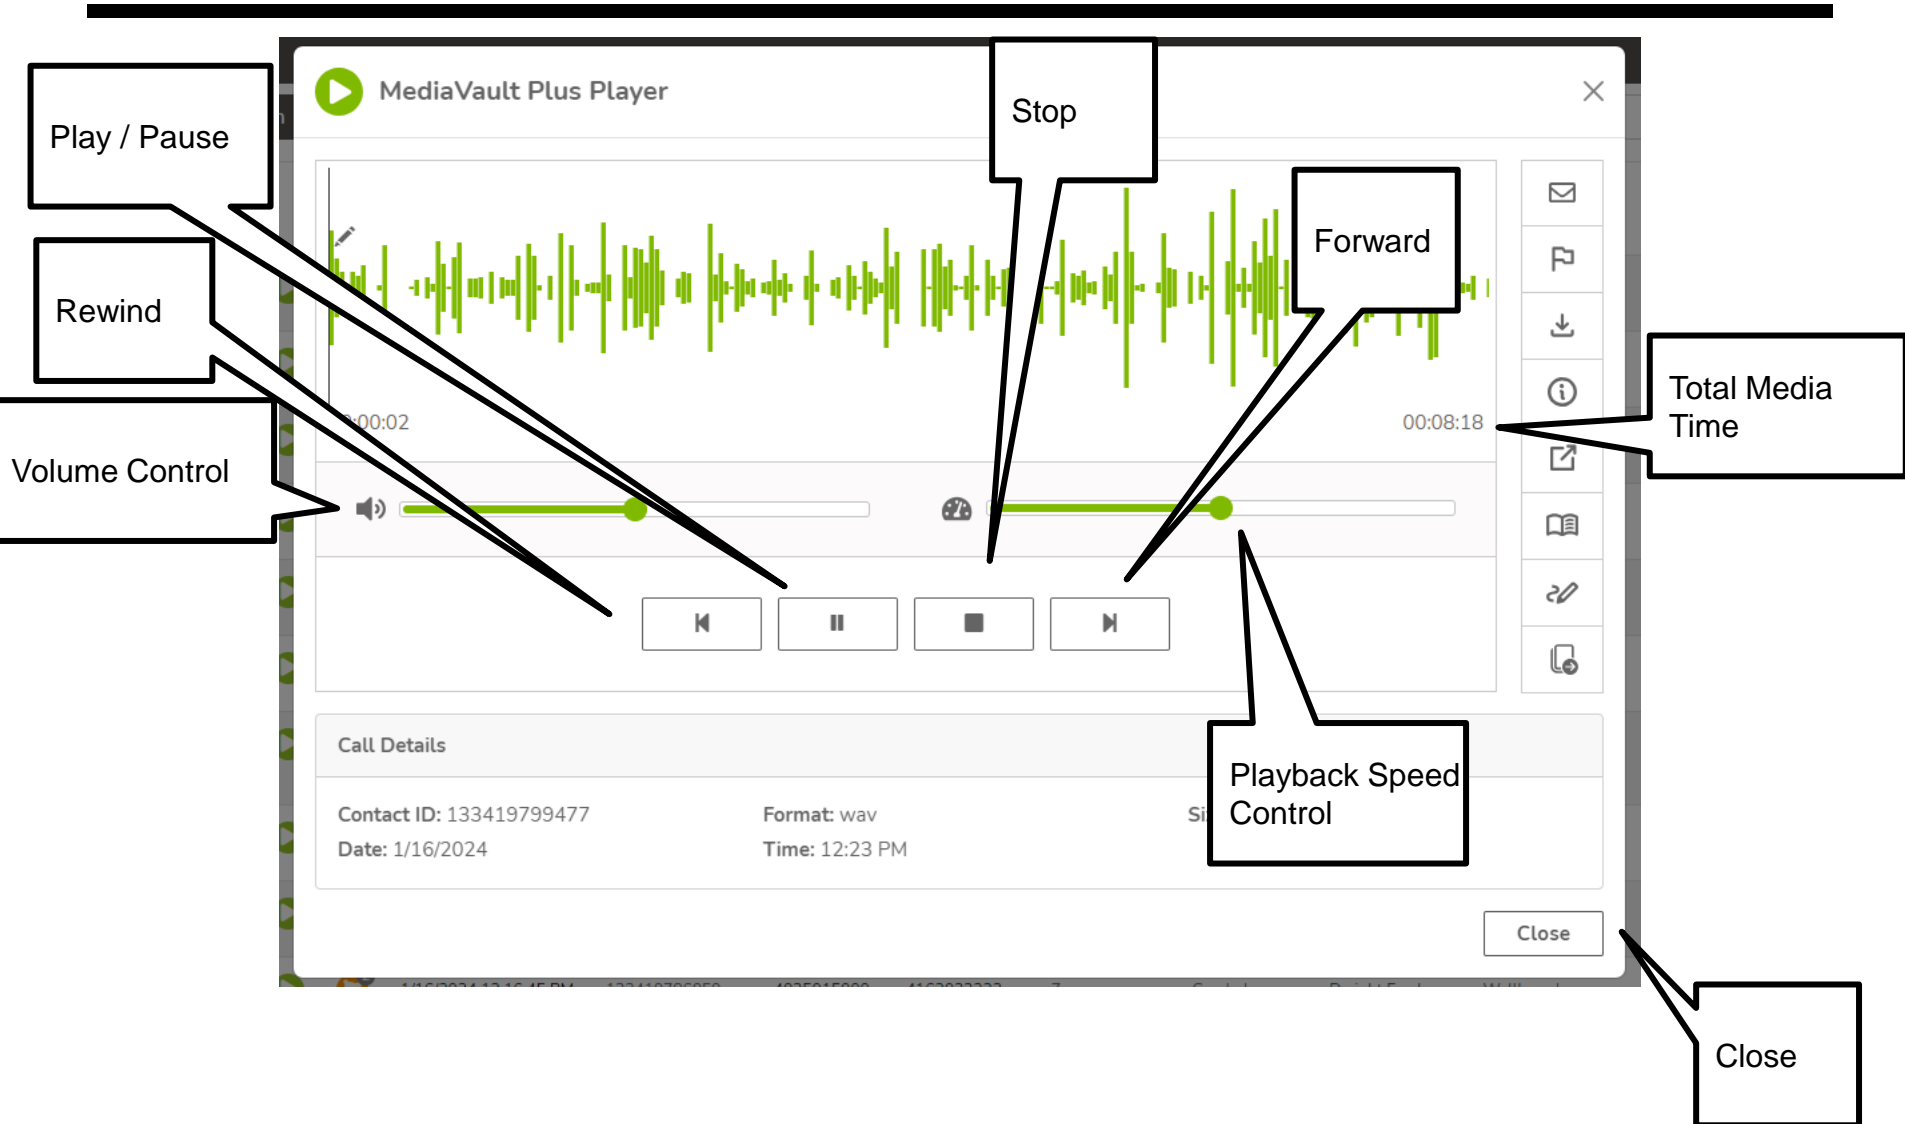 MediaVault Plus Player
Stop
Play / Pause
Forward
Rewind
Total Media
Time
:00:02
00:08:18
Volume Control
Call Details
Playback Speed
Control
Contact ID: 133419799477
Format: wav
Date: 1/16/2024
Time: 12:23 PM
Close
Close